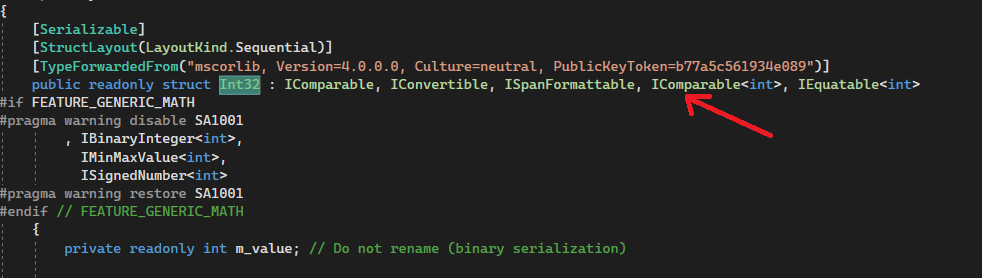 {
[Serializable]
[StructLayout(LayoutKind.Sequential)]
[TypeForwardedFrom("mscorlib, Version=4.0.0.0, Culture=neutral, PublicKeyToken=b77a5c561934e089")]
public readonly struct Int32 : IComparable, IConvertible, ISpanFormattable, IComparable<int>, IEquatable<int>
#if FEATURE_GENERIC_MATH
#pragma warning disable SA1001
, IBinaryInteger<int>,
IMinMaxValue<int>,
ISignedNumber<int>
#pragma warning restore SA1001
#endif // FEATURE_GENERIC_MATH
{
private readonly int m_value; // Do not rename (binary serialization)